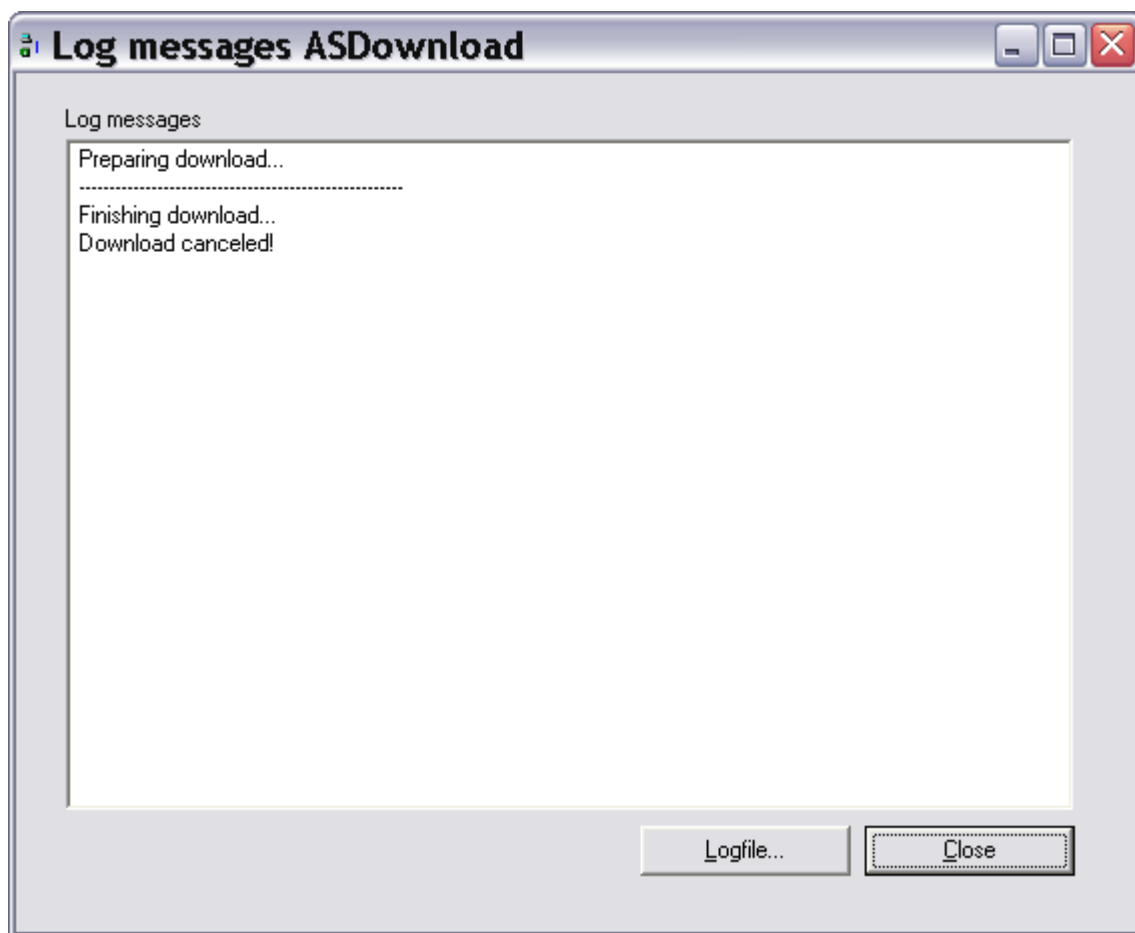 Log messages ASDownload
Log messages
Preparing download...
------------------------------------------------------
Finishing download...
Download canceled!
Logfile...
Close